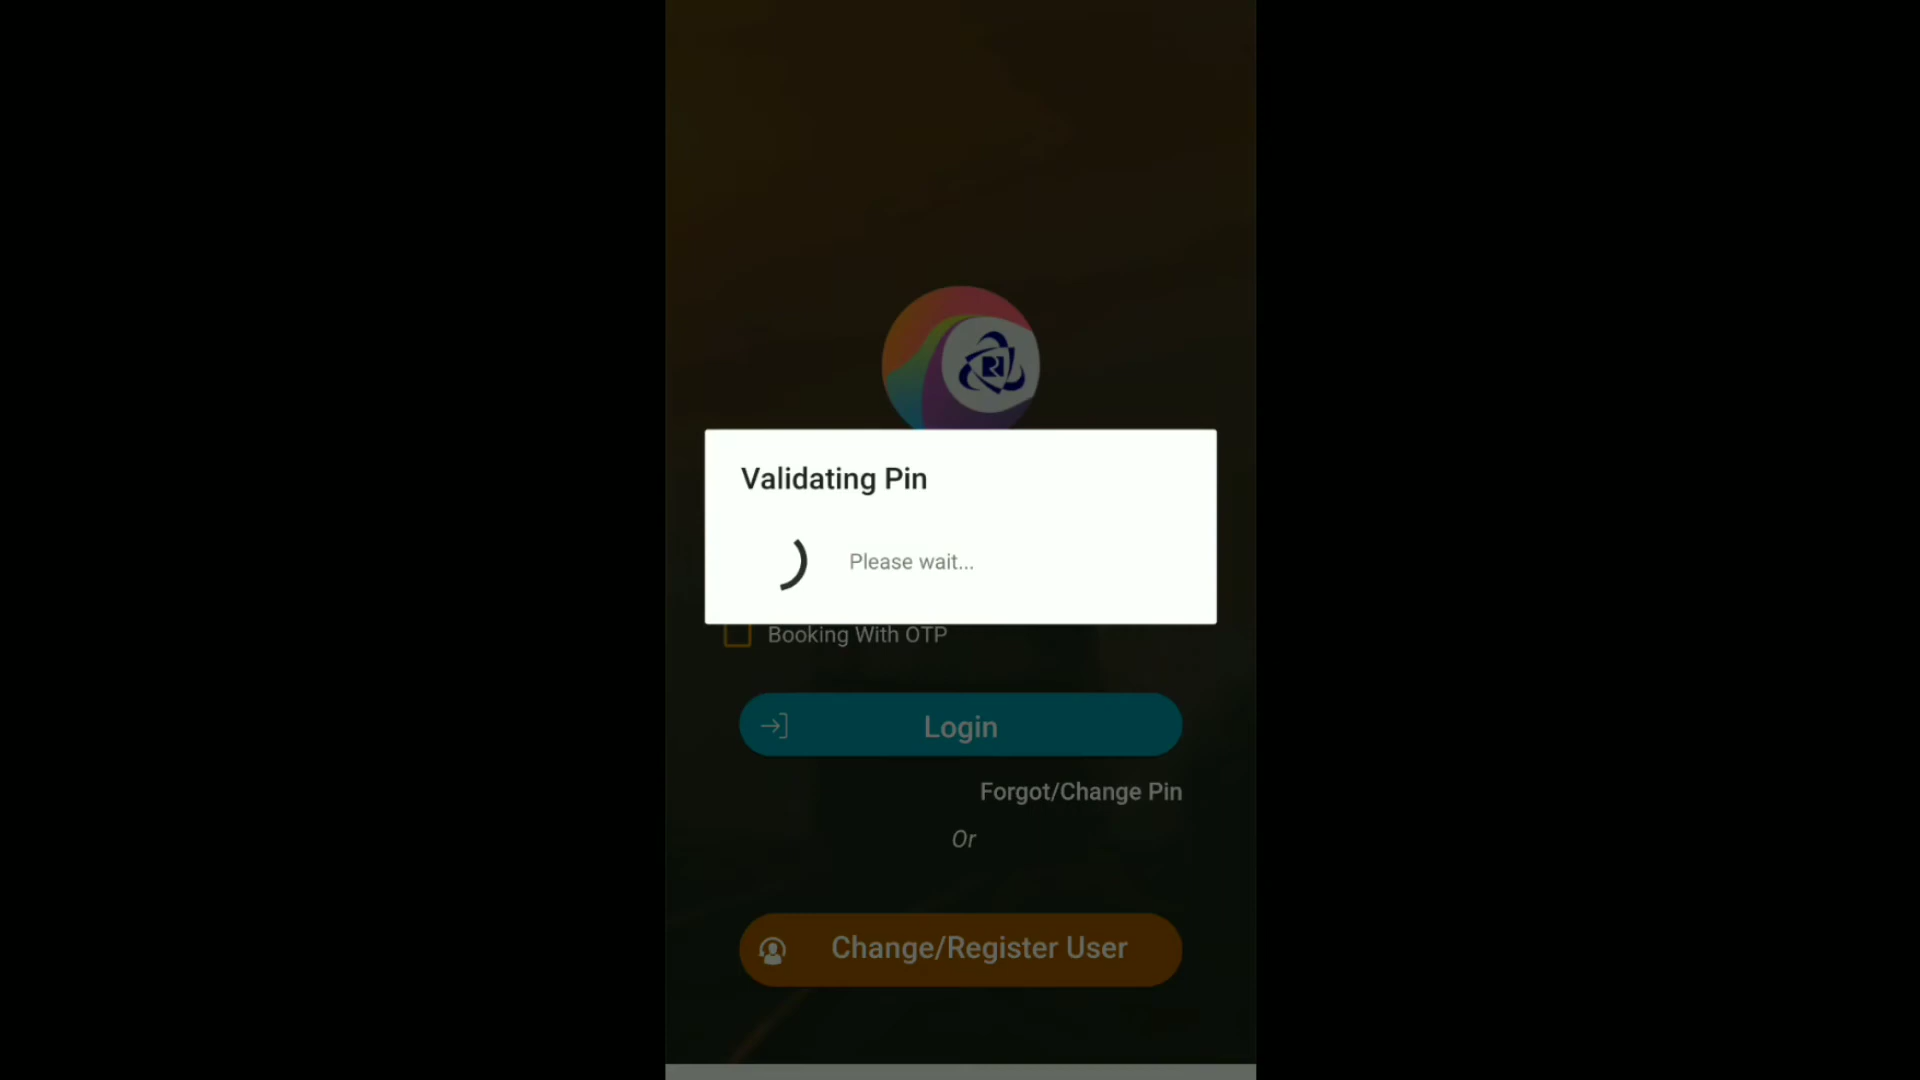 Validating Pin
Please wait...
Booking With OTP
Login
Forgot/Change Pin
Or
Change/Register User